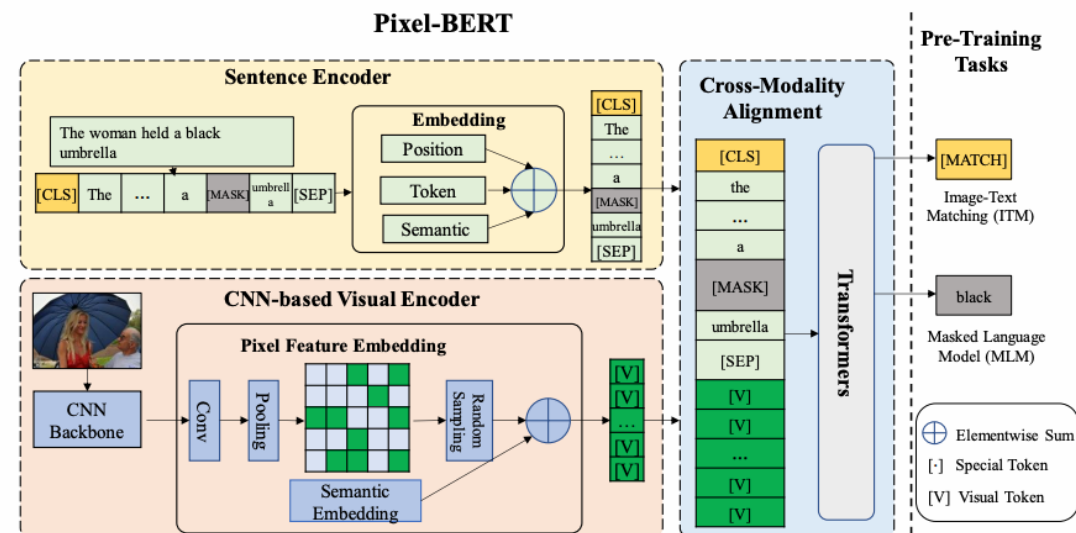 Pixel-BERT
Pre-Training
Tasks
Sentence Encoder
The woman held a black
umbrella
[CLS] The ... a [MASK] umbrell
a [SEP]
Embedding
Position
Token
Semantic
[CLS]
The
...
a
[MASK]
umbrella
[SEP]
CNN-based Visual Encoder
CNN
Backbone
Pixel Feature Embedding
Conv
Pooling
Random
Sampling
Semantic
Embedding
[V]
[V]
...
[V]
[V]
Cross-Modality
Alignment
[CLS]
the
...
a
[MASK]
umbrella
[SEP]
[V]
[V]
...
[V]
[V]
Transformers
[MATCH]
Image-Text
Matching (ITM)
black
Masked Language
Model (MLM)
Elementwise Sum
[·] Special Token
[V] Visual Token